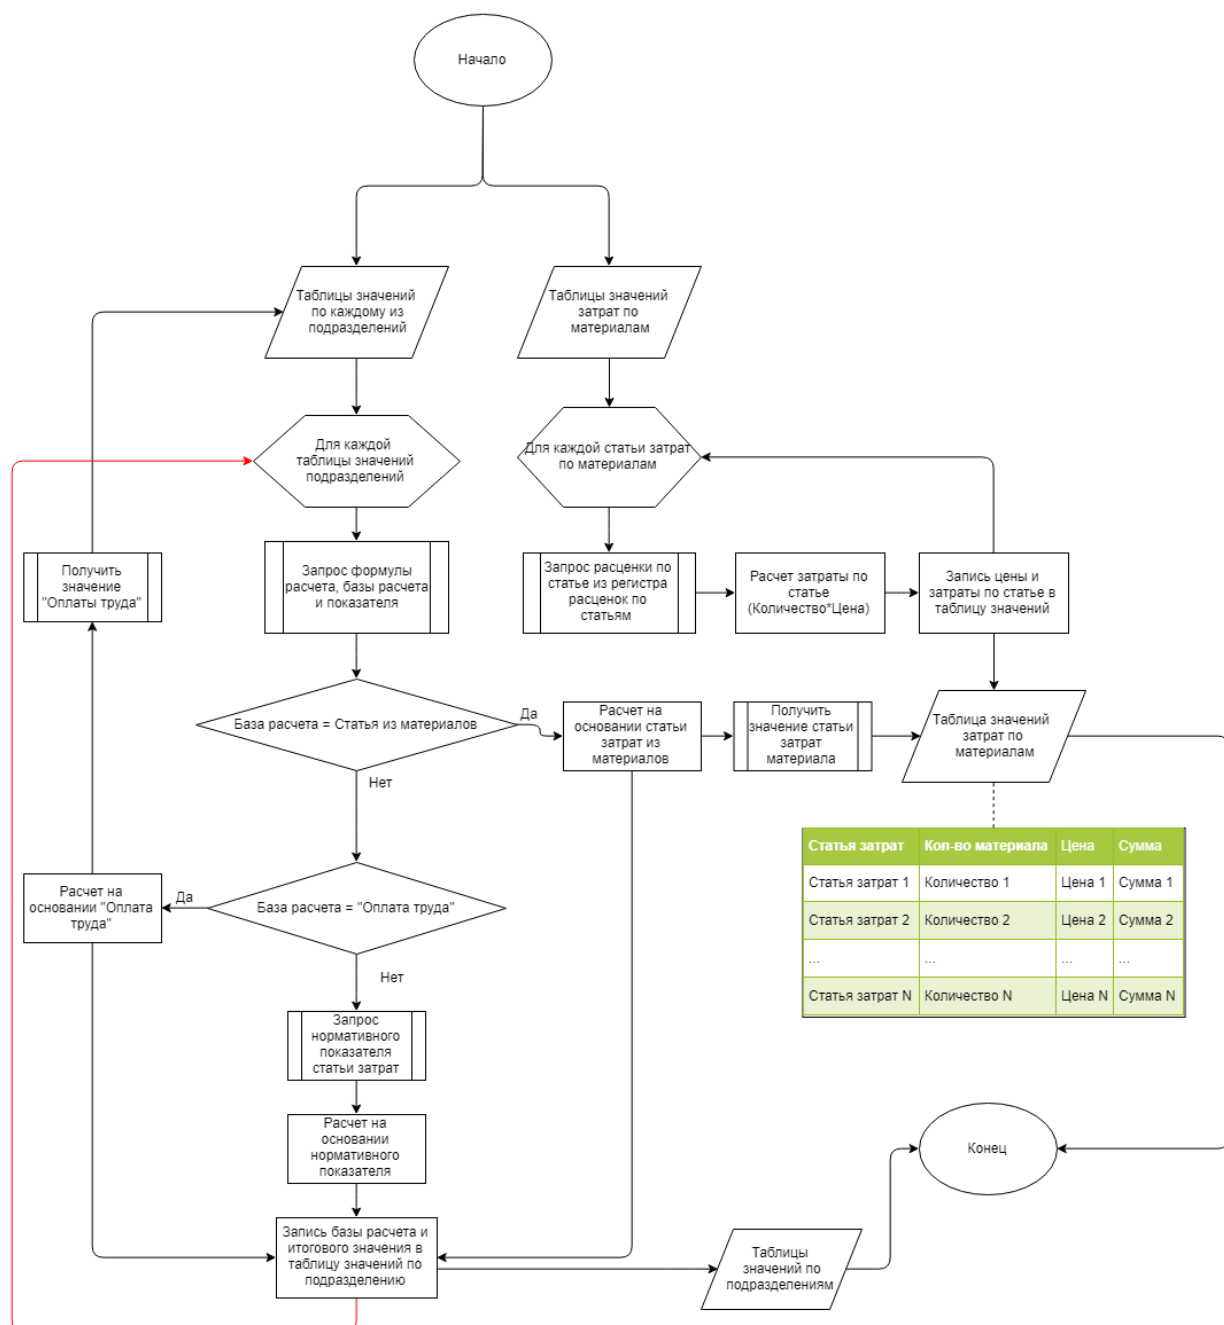 Начало
Таблицы значений
по каждому из
подразделений
Таблицы значений
затрат по
материалам
Для каждой
таблицы значений
подразделений
Для каждой статьи затрат
по материалам
Получить
значение
"Оплаты труда"
Запрос формулы
расчета, базы расчета
и показателя
Запрос расценки по
статье из регистра
расценок по
статьям
Расчет затраты по
статье
(Количество*Цена)
Запись цены и
затраты по статье в
таблицу значений
База расчета = Статья из материалов
Да
Расчет на
основании статьи
затрат из
материалов
Получить
значение статьи
затрат
материала
Таблица значений
затрат по
материалам
Нет
Статья затрат Кол-во материала Цена Сумма
Статья затрат 1 Количество 1 Цена 1 Сумма 1
Статья затрат 2 Количество 2 Цена 2 Сумма 2
... ... ... ...
Статья затрат N Количество N Цена N Сумма N
Расчет на
основании "Оплата
труда"
Да
База расчета = "Оплата труда"
Нет
Запрос
нормативного
показателя
статьи затрат
Расчет на
основании
нормативного
показателя
Конец
Запись базы расчета и
итогового значения в
таблицу значений по
подразделению
Таблицы
значений по
подразделениям